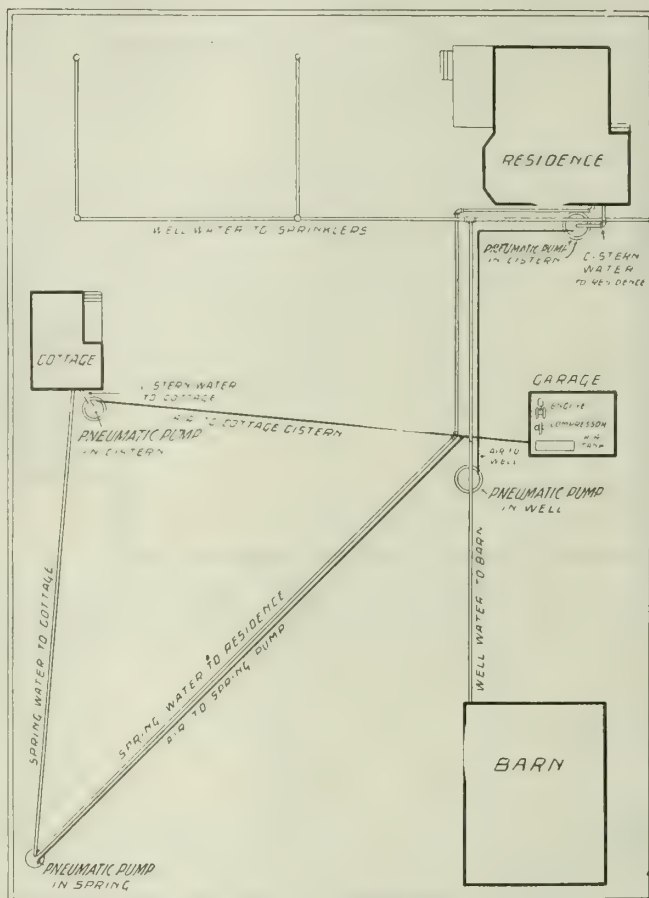 RESIDENCE
WELL WATER TO SPRINKLERS
PNEUMATIC PUMP
IN CISTERN
CISTERN
WATER
TO RESIDENCE
COTTAGE
CISTERN WATER
TO COTTAGE
AIR TO COTTAGE CISTERN
PNEUMATIC PUMP
IN CISTERN
GARAGE
ENGINE
COMPRESSOR
AIR
TANK
AIR TO
WELL
PNEUMATIC PUMP
IN WELL
WELL WATER TO BARN
SPRING WATER TO COTTAGE
SPRING WATER TO RESIDENCE
AIR TO SPRING PUMP
BARN
PNEUMATIC PUMP
IN SPRING